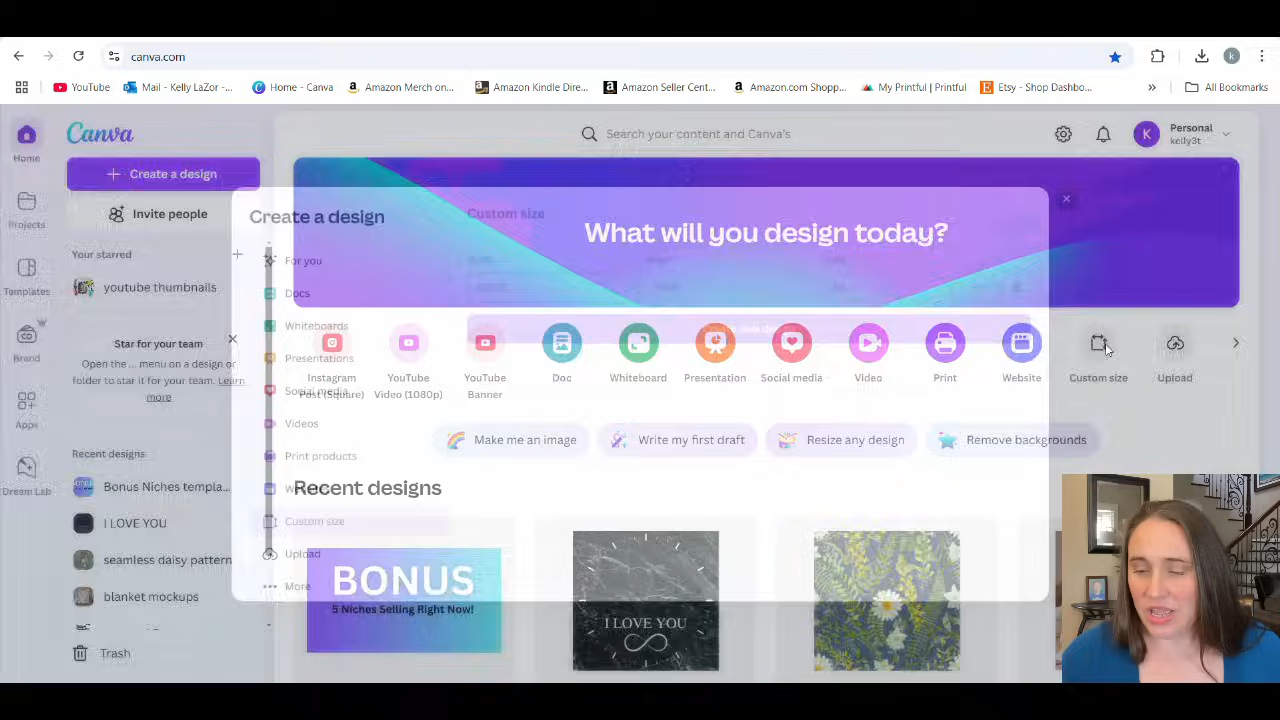 canva.com
YouTube
Mail - Kelly LaZor -...
Home - Canva
Amazon Merch on...
Amazon Kindle Dire...
Amazon Seller Cent...
Amazon.com Shopp...
My Printful | Printful
Etsy - Shop Dashbo...
»
All Bookmarks
Canva
Search your content and Canva's
K
Personal
kelly3t
Home
Projects
Templates
Brand
Apps
Dream Lab
Create a design
Invite people
Your starred
youtube thumbnails
Star for your team
Open the ... menu on a design or
folder to star it for your team. Learn
more
Recent designs
Bonus Niches templa...
I LOVE YOU
seamless daisy pattern
blanket mockups
Trash
Create a design
For you
Docs
Whiteboards
Presentations
Social media
Videos
Print products
Custom size
Upload
More
Custom size
What will you design today?
Instagram
Post (Square)
YouTube
Video (1080p)
YouTube
Banner
Doc
Whiteboard
Presentation
Social media
Video
Print
Website
Custom size
Upload
Make me an image
Write my first draft
Resize any design
Remove backgrounds
Recent designs
BONUS
5 Niches Selling Right Now!
I LOVE YOU